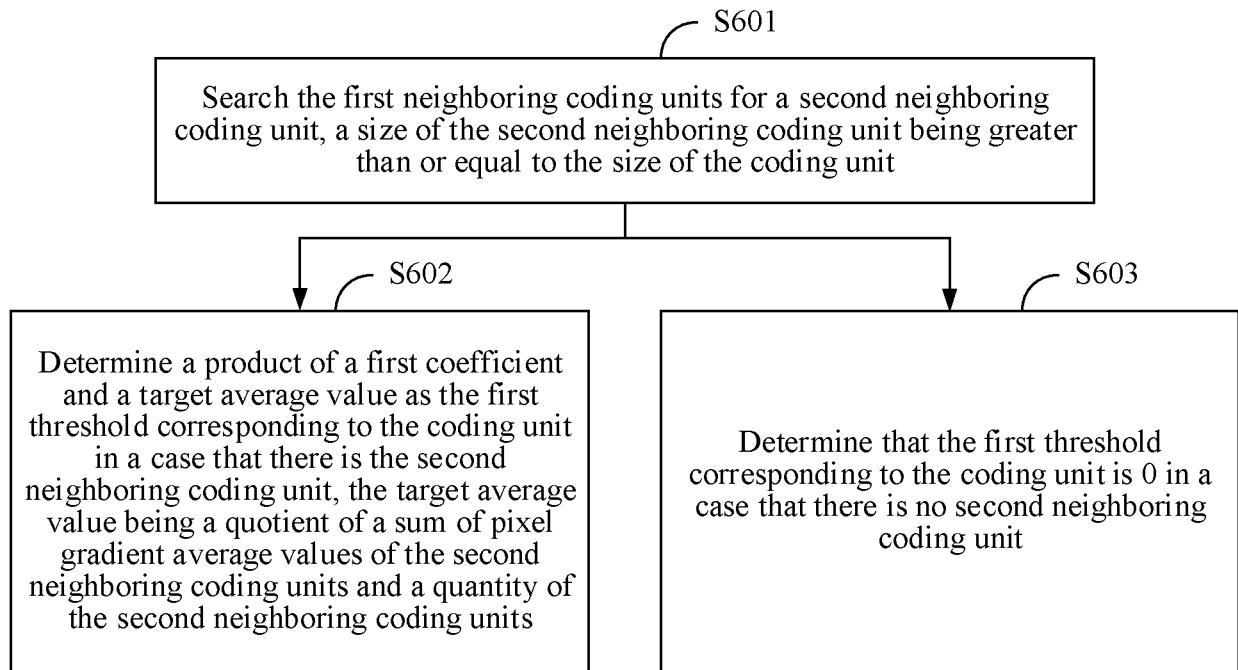 S601
Search the first neighboring coding units for a second neighboring
coding unit, a size of the second neighboring coding unit being greater
than or equal to the size of the coding unit
S602
Determine a product of a first coefficient
and a target average value as the first
threshold corresponding to the coding unit
in a case that there is the second
neighboring coding unit, the target average
value being a quotient of a sum of pixel
gradient average values of the second
neighboring coding units and a quantity of
the second neighboring coding units
S603
Determine that the first threshold
corresponding to the coding unit is 0 in a
case that there is no second neighboring
coding unit